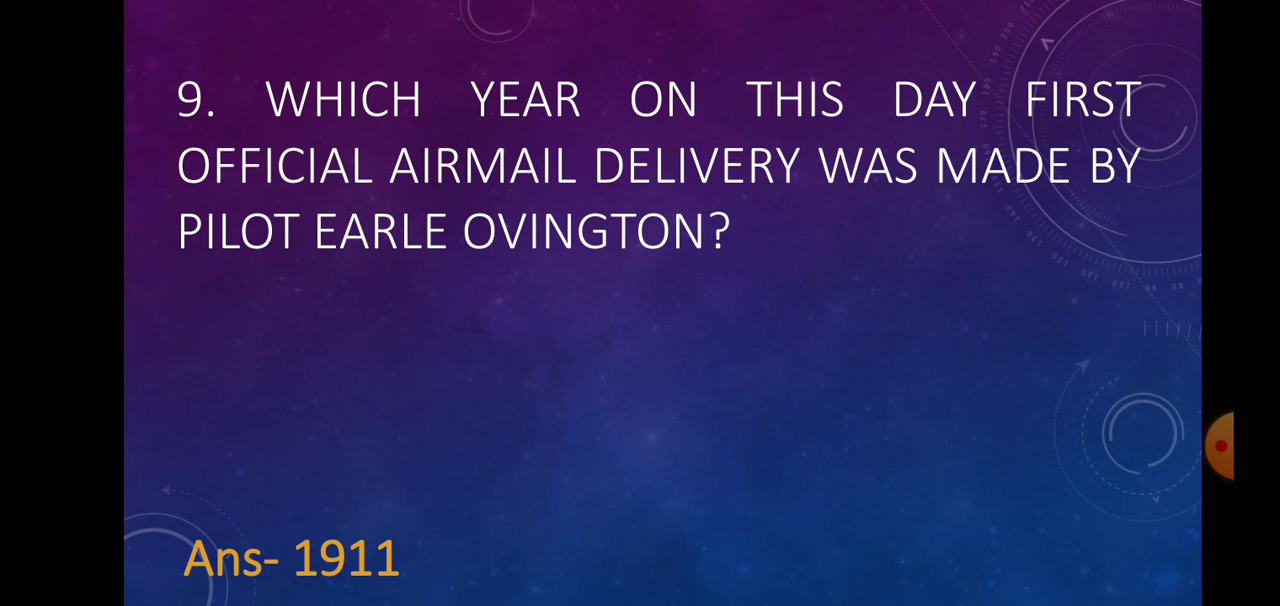 9. WHICH YEAR ON THIS DAY FIRST
OFFICIAL AIRMAIL DELIVERY WAS MADE BY
PILOT EARLE OVINGTON?
Ans- 1911